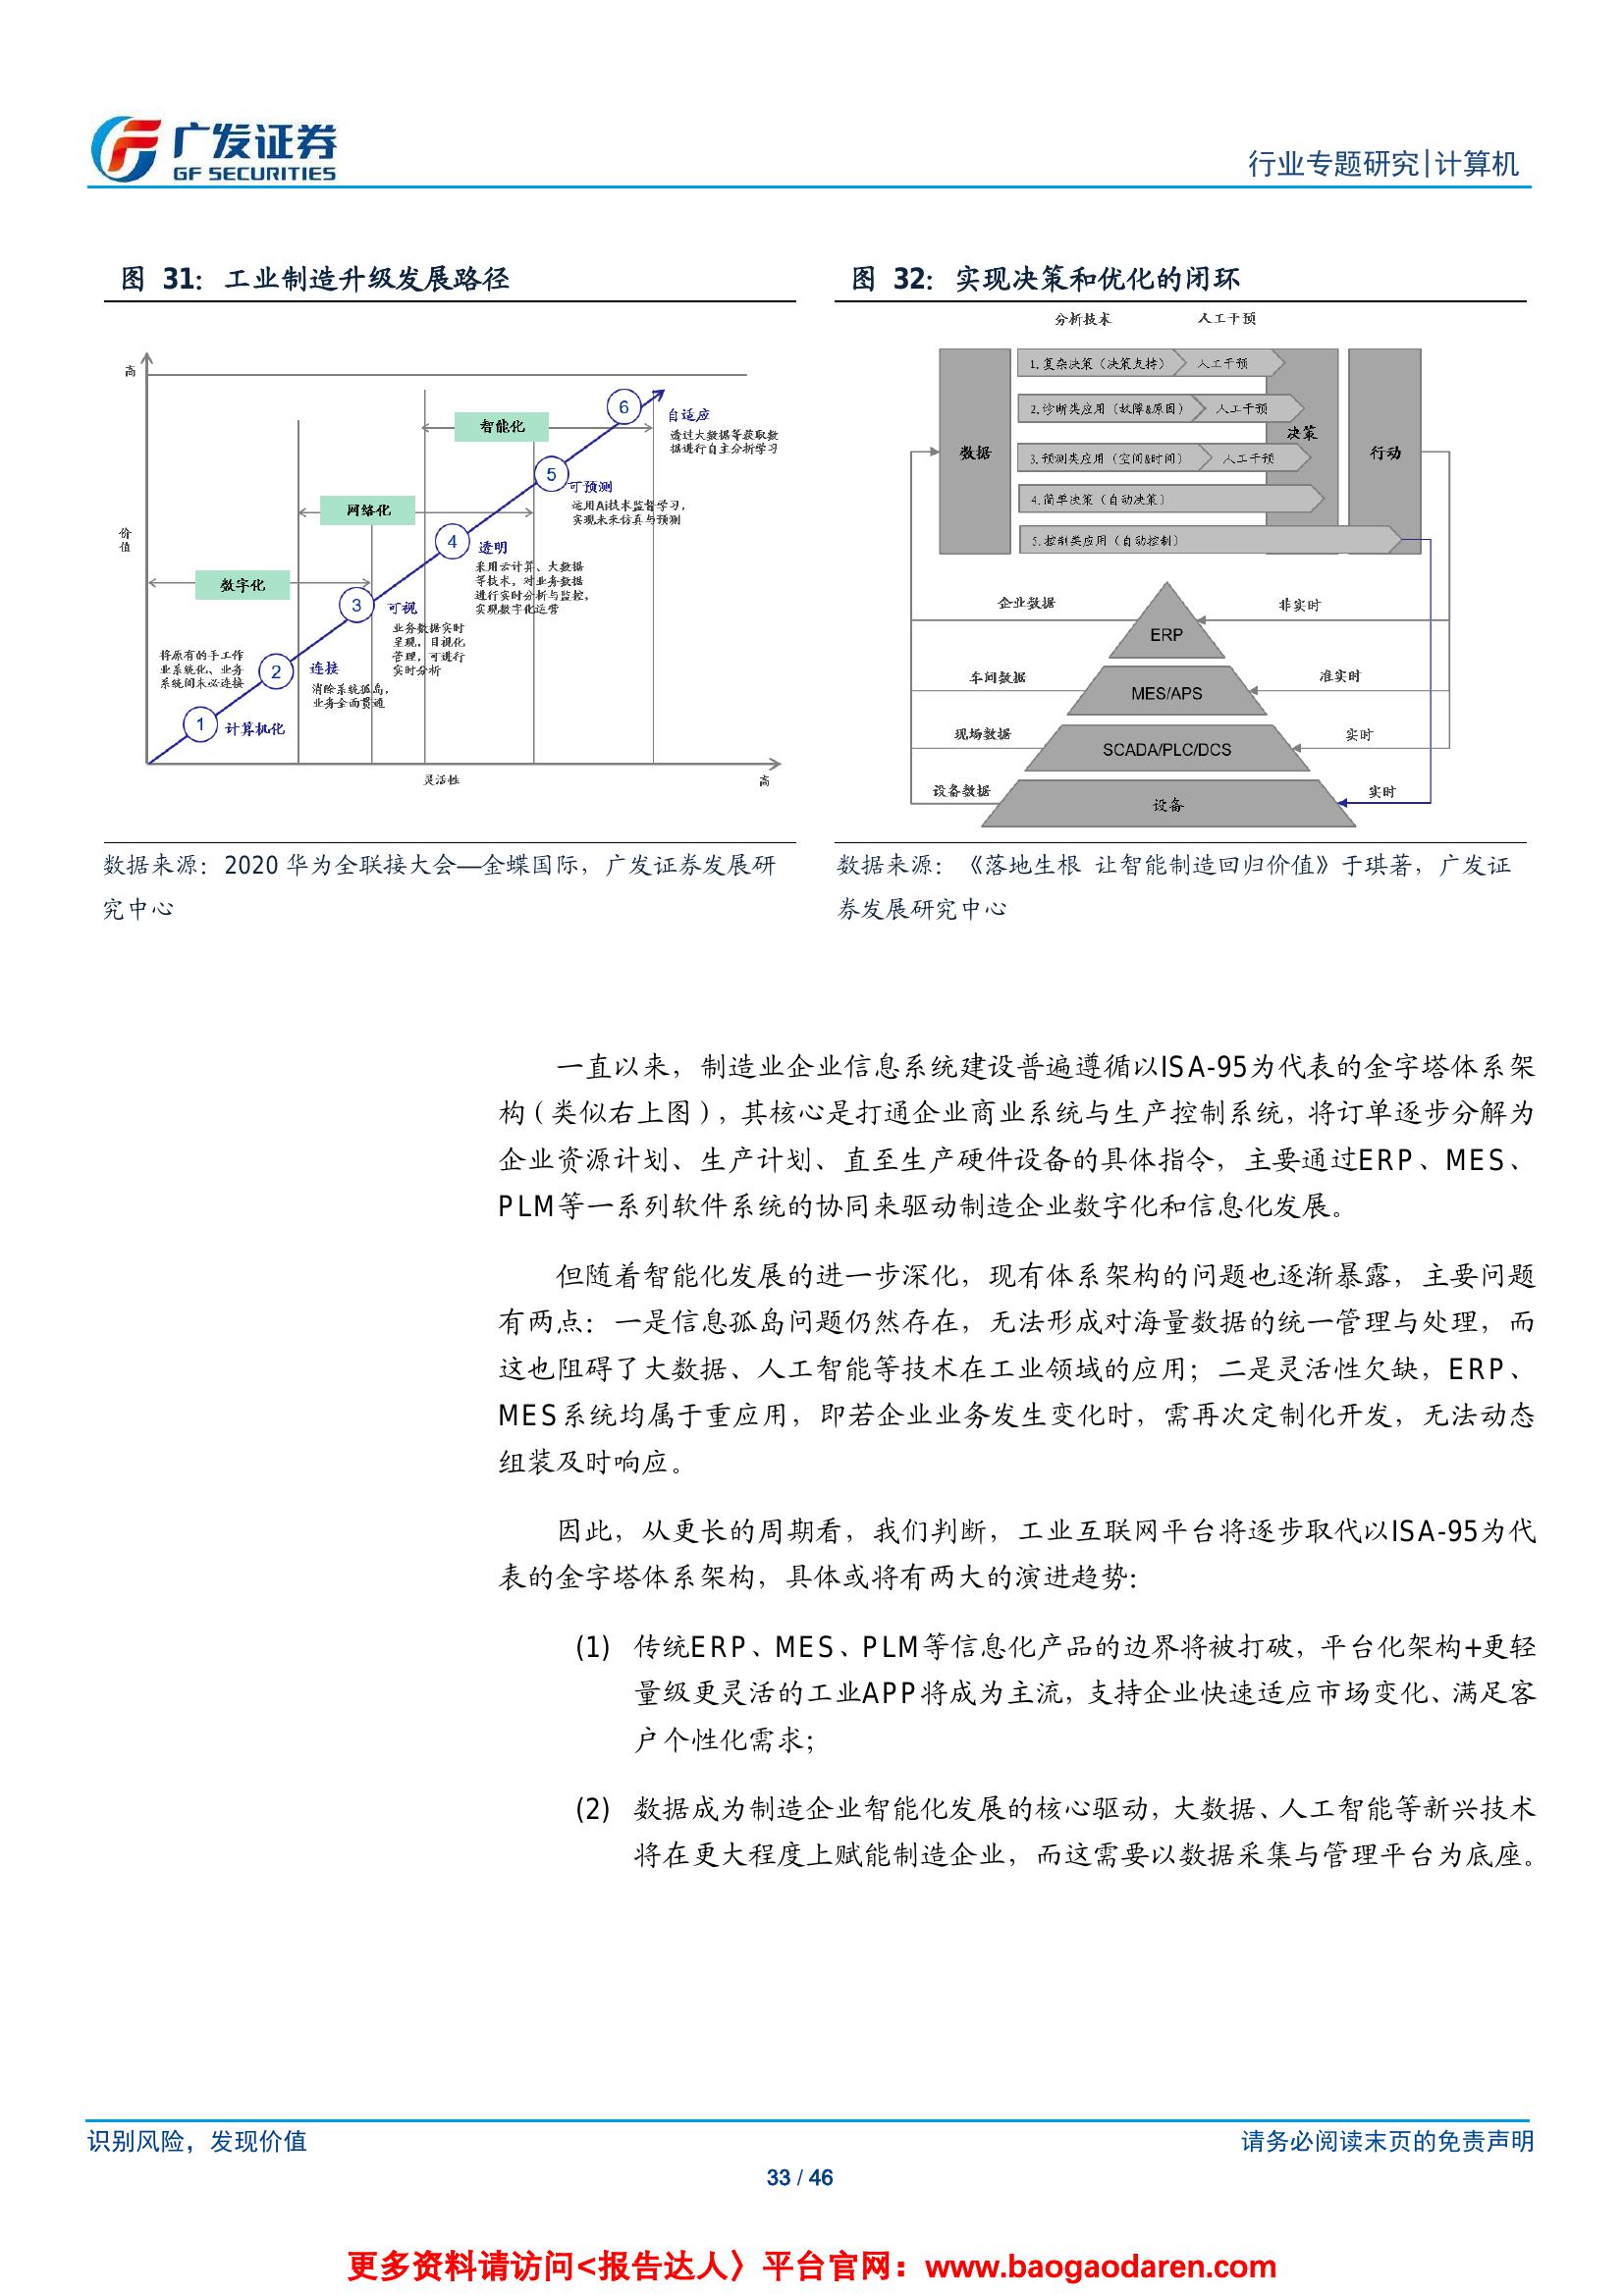 广发证券
GF SECURITIES
行业专题研究|计算机
图 31：工业制造升级发展路径
高
价值
智能化
网络化
数字化
6
自适应
透过大数据等获取数
据进行自主分析学习
5
可预测
运用Ai技术监督学习，
实现未来仿真与预测
4
透明
采用云计算、大数据
等技术，对业务数据
进行实时分析与监控，
实现数字化运营
3
可视
业务数据实时
呈现，目视化
管理，可进行
实时分析
将原有的手工作
业系统化、业务
系统间未必连接
2
连接
消除系统孤岛，
业务全面贯通
1
计算机化
灵活性
高
数据来源：2020 华为全联接大会—金蝶国际，广发证券发展研
究中心
图 32：实现决策和优化的闭环
分析技术 人工干预
数据
1.复杂决策（决策支持） 人工干预
2.诊断类应用（故障&原因） 人工干预
3.预测类应用（空间&时间） 人工干预
4.简单决策（自动决策）
5.控制类应用（自动控制）
决策
行动
企业数据 ERP 非实时
车间数据 MES/APS 准实时
现场数据 SCADA/PLC/DCS 实时
设备数据 设备 实时
数据来源：《落地生根 让智能制造回归价值》于琪著，广发证
券发展研究中心
一直以来，制造业企业信息系统建设普遍遵循以ISA-95为代表的金字塔体系架
构（类似右上图），其核心是打通企业商业系统与生产控制系统，将订单逐步分解为
企业资源计划、生产计划、直至生产硬件设备的具体指令，主要通过ERP、MES、
PLM等一系列软件系统的协同来驱动制造企业数字化和信息化发展。
但随着智能化发展的进一步深化，现有体系架构的问题也逐渐暴露，主要问题
有两点：一是信息孤岛问题仍然存在，无法形成对海量数据的统一管理与处理，而
这也阻碍了大数据、人工智能等技术在工业领域的应用；二是灵活性欠缺，ERP、
MES系统均属于重应用，即若企业业务发生变化时，需再次定制化开发，无法动态
组装及时响应。
因此，从更长的周期看，我们判断，工业互联网平台将逐步取代以ISA-95为代
表的金字塔体系架构，具体或将有两大的演进趋势：
(1) 传统ERP、MES、PLM等信息化产品的边界将被打破，平台化架构+更轻
量级更灵活的工业APP将成为主流，支持企业快速适应市场变化、满足客
户个性化需求；
(2) 数据成为制造企业智能化发展的核心驱动，大数据、人工智能等新兴技术
将在更大程度上赋能制造企业，而这需要以数据采集与管理平台为底座。
识别风险，发现价值
请务必阅读末页的免责声明
33 / 46
更多资料请访问<报告达人〉平台官网：www.baogaodaren.com